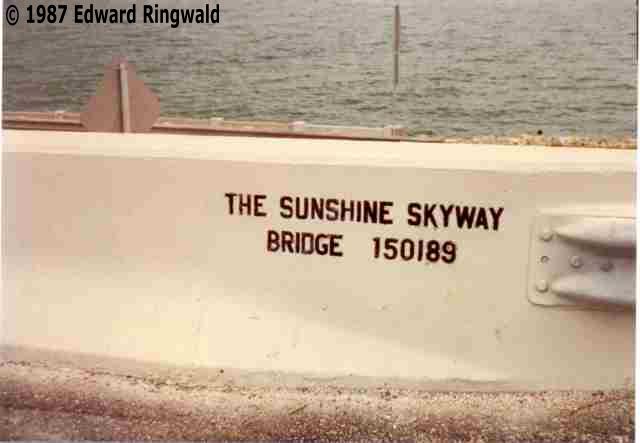 © 1987 Edward Ringwald
THE SUNSHINE SKYWAY
BRIDGE 150189